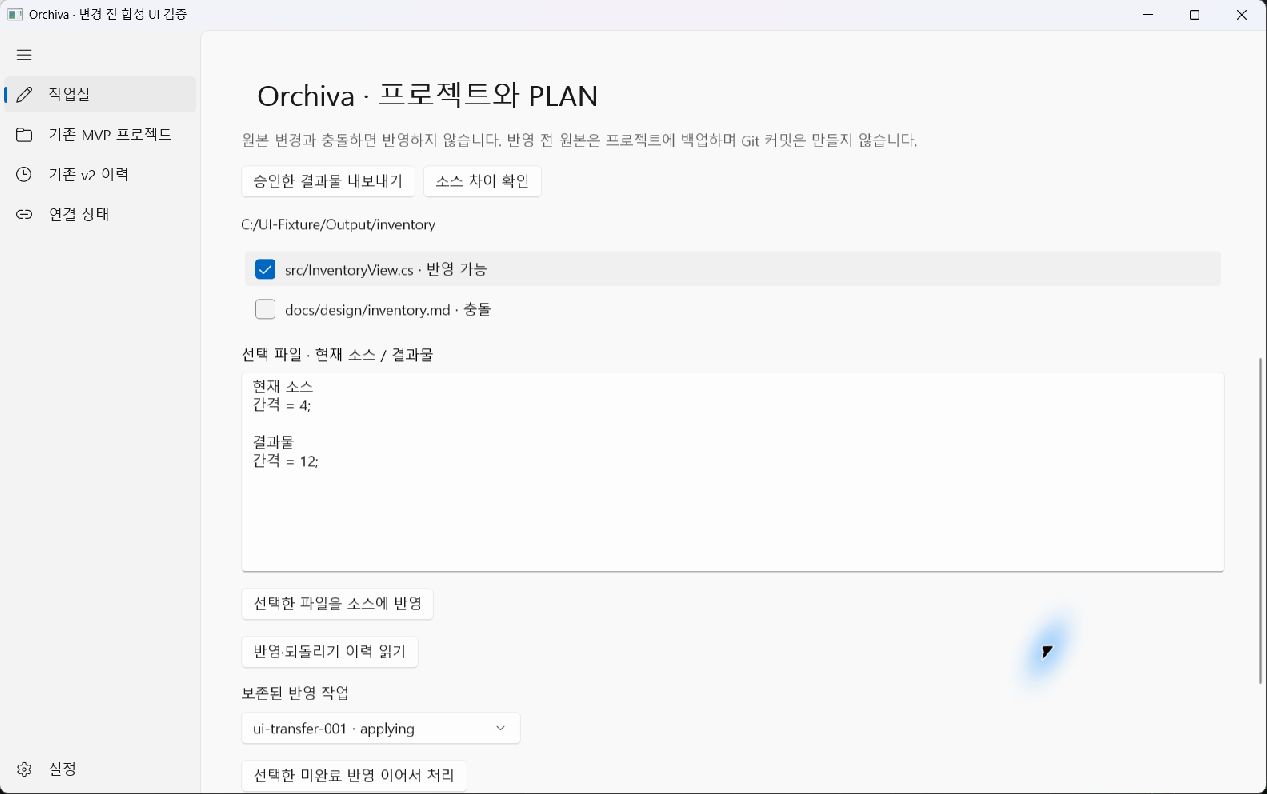 Orchiva · 변경 전 합성 UI 검증
작업실
기존 MVP 프로젝트
기존 v2 이력
연결 상태
설정
Orchiva · 프로젝트와 PLAN
원본 변경과 충돌하면 반영하지 않습니다. 반영 전 원본은 프로젝트에 백업하며 Git 커밋은 만들지 않습니다.
승인한 결과물 내보내기
소스 차이 확인
C:/UI-Fixture/Output/inventory
src/InventoryView.cs · 반영 가능
docs/design/inventory.md · 충돌
선택 파일 · 현재 소스 / 결과물
현재 소스
간격 = 4;
결과물
간격 = 12;
선택한 파일을 소스에 반영
반영·되돌리기 이력 읽기
보존된 반영 작업
ui-transfer-001 · applying
선택한 미완료 반영 이어서 처리